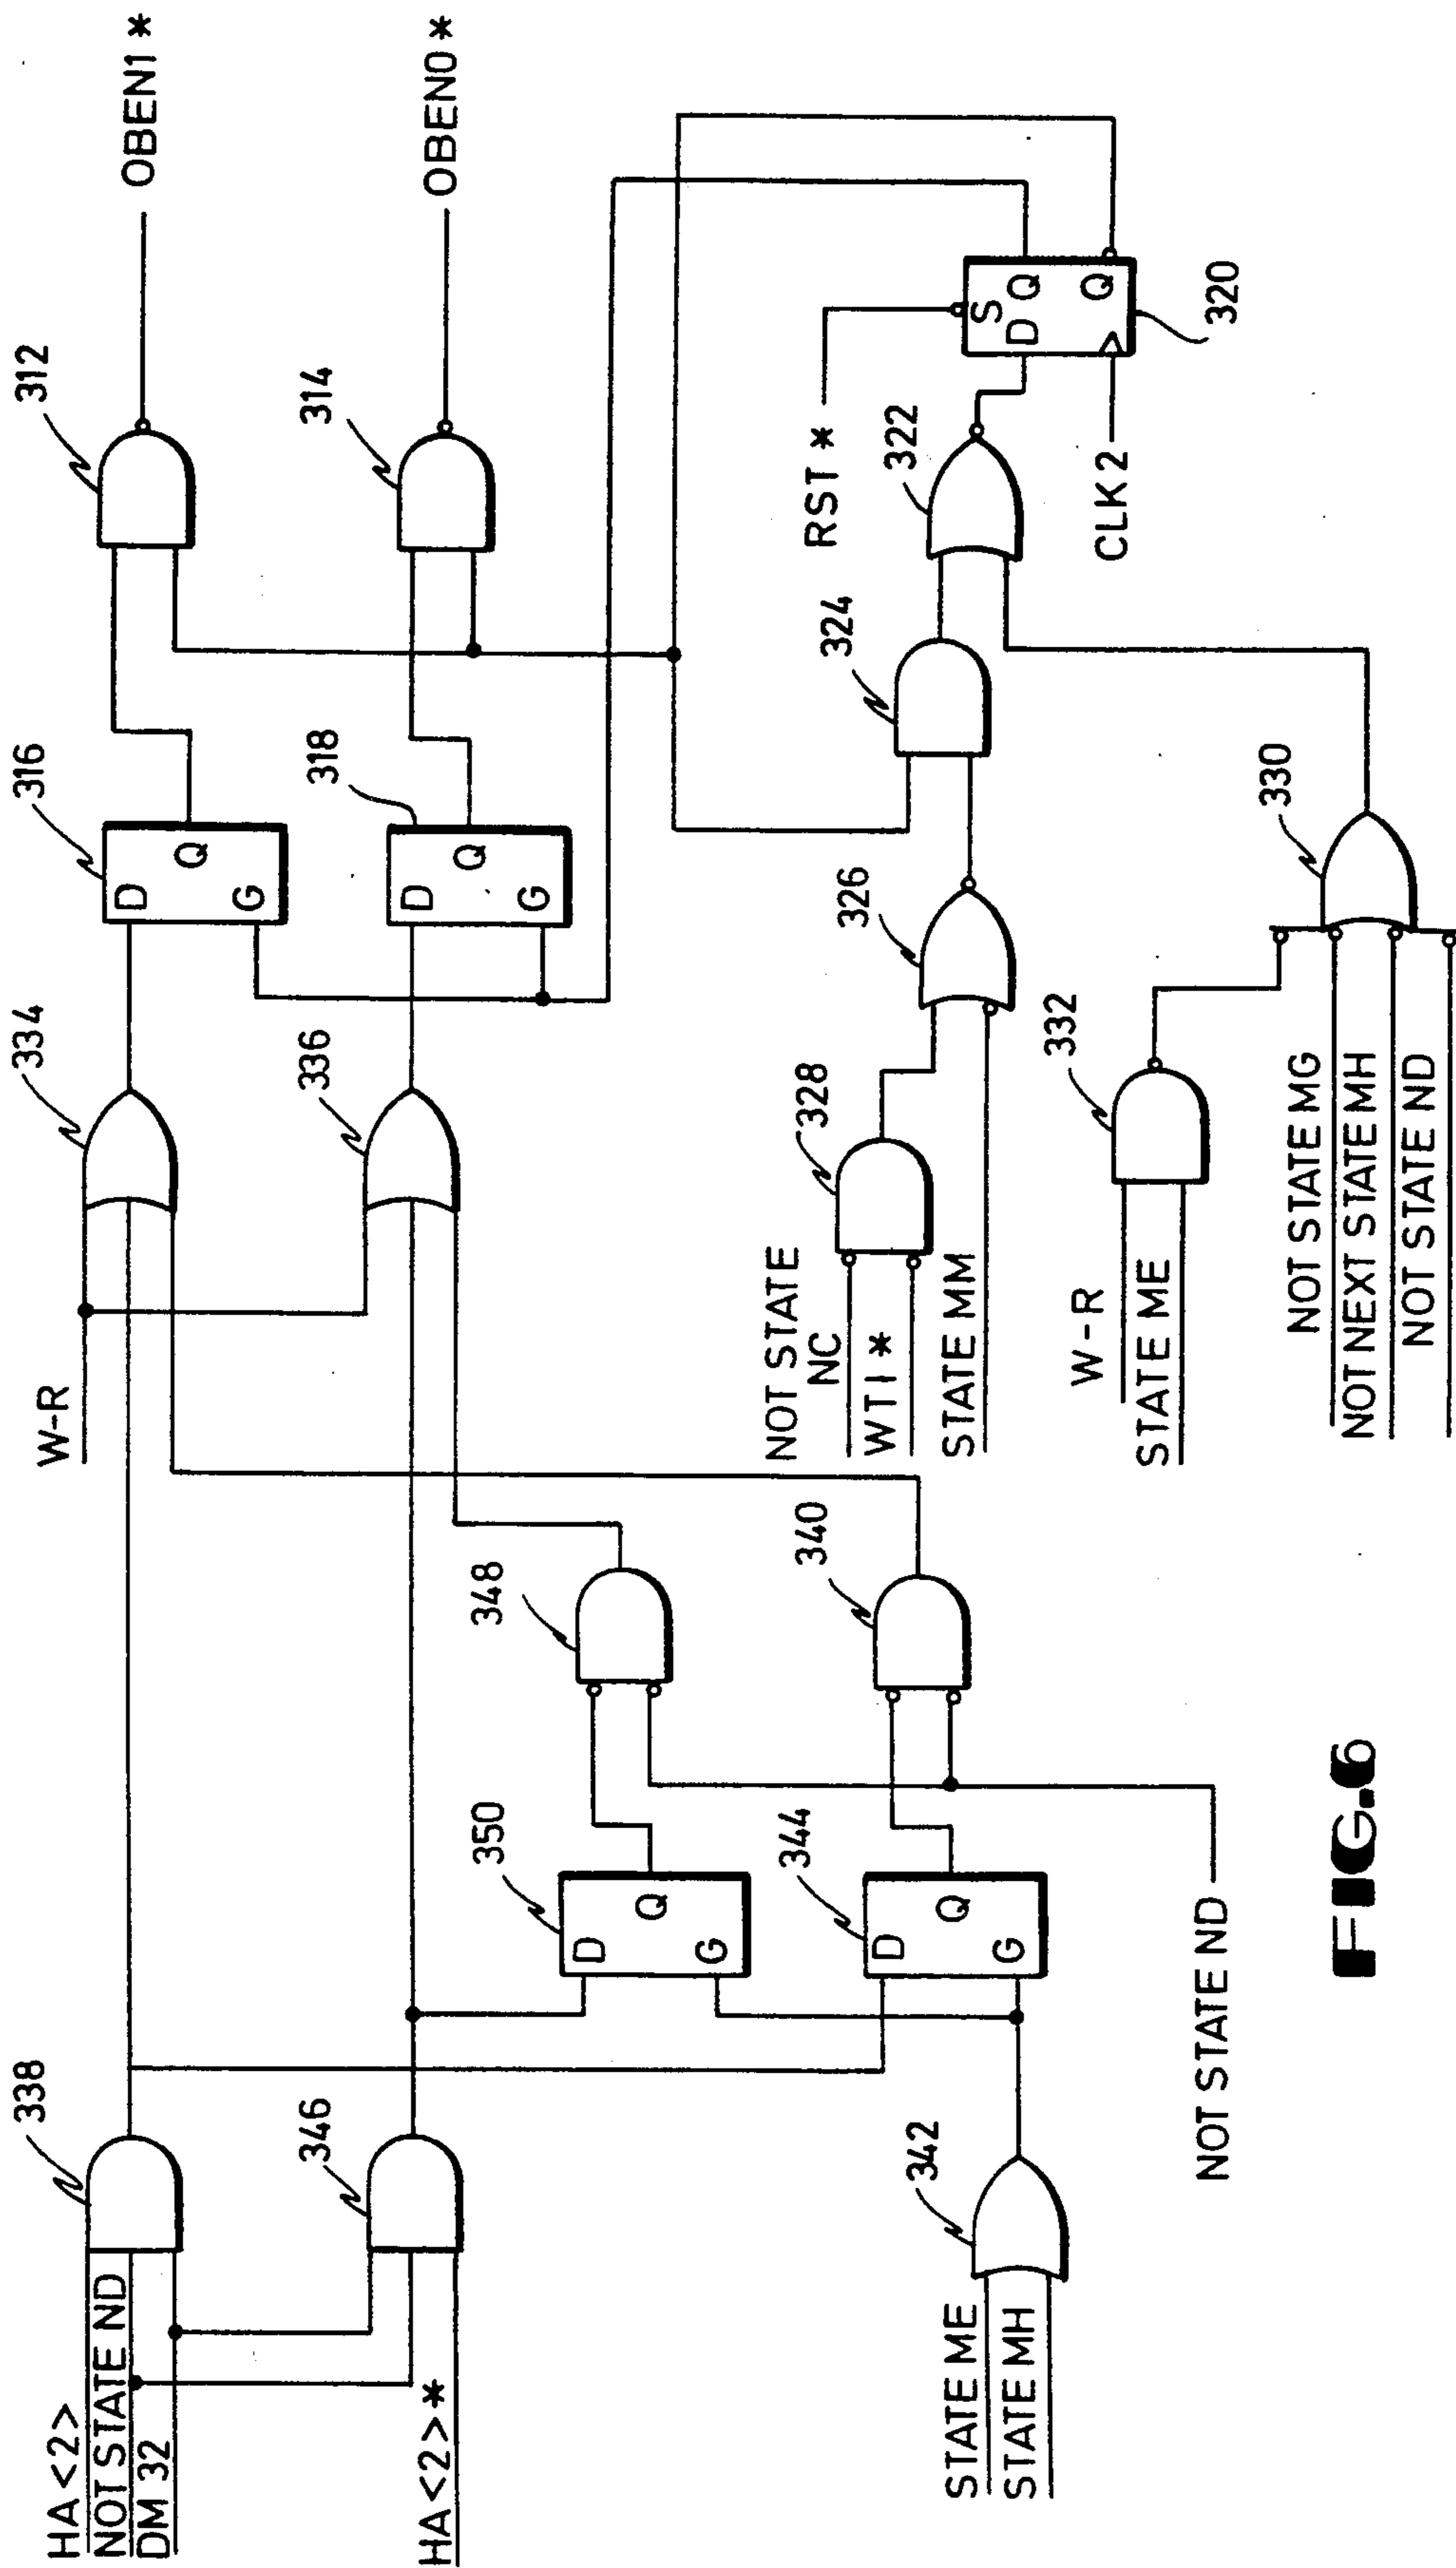 HA<2>
NOT STATE ND
DM 32
HA<2>*
338
346
W-R
334
336
316
318
312
314
OBEN1*
OBEN0*
D
Q
G
D
Q
G
350
D
Q
G
348
344
D
Q
G
340
STATE ME
STATE MH
342
NOT STATE ND
NOT STATE
NC
WTI*
STATE MM
328
326
324
322
RST*
CLK2
S
D
Q
Q
320
W-R
STATE ME
332
NOT STATE MG
NOT NEXT STATE MH
NOT STATE ND
330
FIG.6